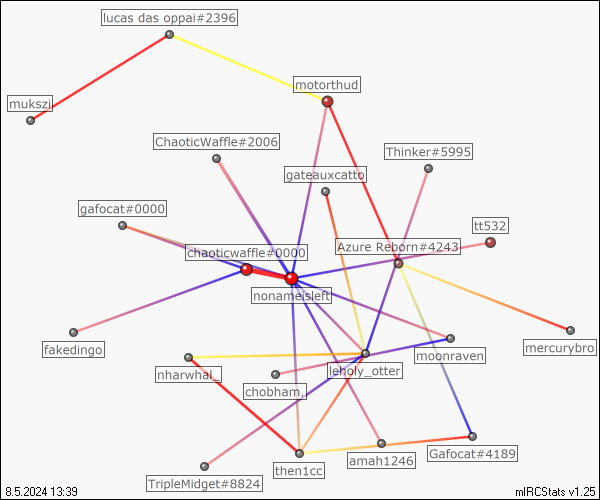 lucas das oppai#2396
motorthud
mukszi
ChaoticWaffle#2006
Thinker#5995
gateauxcatto
gafocat#0000
tt532
chaoticwaffle#0000
Azure Reborn#4243
nonameisleft
fakedingo
moonraven
mercurybro
nharwhal_
leholy_otter
chobham.
then1cc
amah1246
Gafocat#4189
TripleMidget#8824
8.5.2024 13:39
mIRCStats v1.25